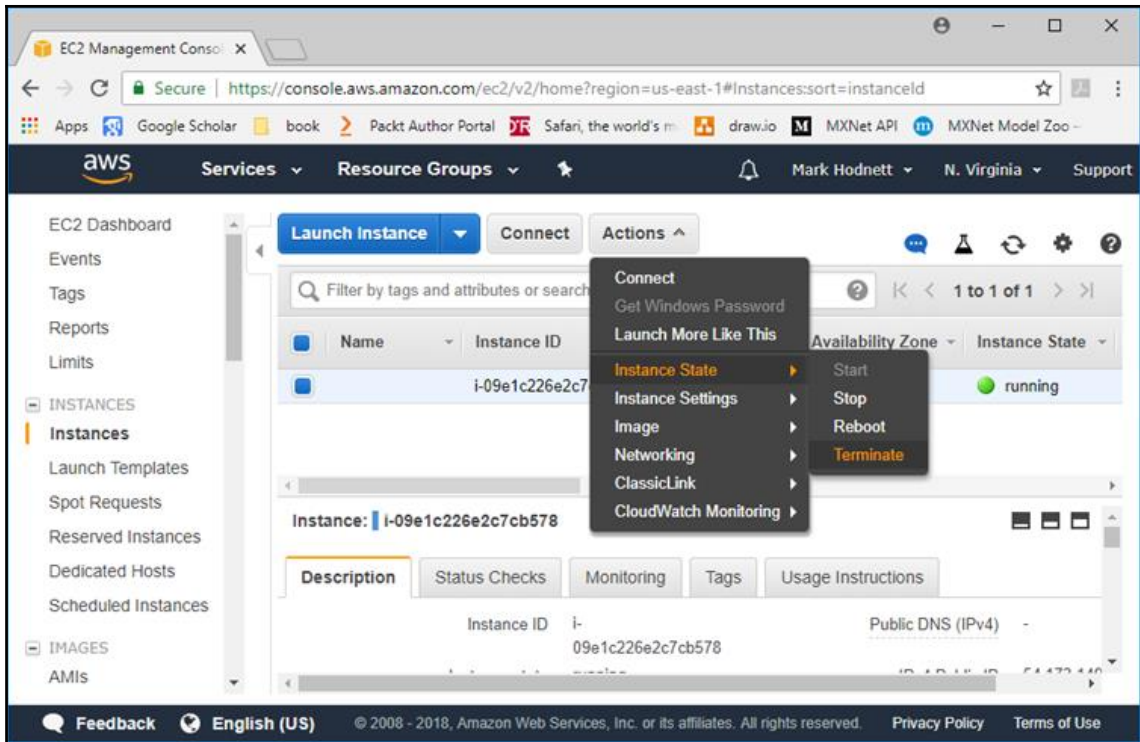 EC2 Management Conso
Secure | https://console.aws.amazon.com/ec2/v2/home?region=us-east-1#Instances:sort=instanceId
Apps Google Scholar book Packt Author Portal Safari, the world's m draw.io MXNet API MXNet Model Zoo -
aws Services Resource Groups Mark Hodnett N. Virginia Support
EC2 Dashboard
Events
Tags
Reports
Limits
INSTANCES
Instances
Launch Templates
Spot Requests
Reserved Instances
Dedicated Hosts
Scheduled Instances
IMAGES
AMIs
Launch Instance Connect Actions
Filter by tags and attributes or search 1 to 1 of 1
Name Instance ID Availability Zone Instance State
i-09e1c226e2c7 running
Connect
Get Windows Password
Launch More Like This
Instance State
Instance Settings
Image
Networking
ClassicLink
CloudWatch Monitoring
Start
Stop
Reboot
Terminate
Instance: i-09e1c226e2c7cb578
Description Status Checks Monitoring Tags Usage Instructions
Instance ID i-
09e1c226e2c7cb578
Public DNS (IPv4) -
Feedback English (US) © 2008 - 2018, Amazon Web Services, Inc. or its affiliates. All rights reserved. Privacy Policy Terms of Use